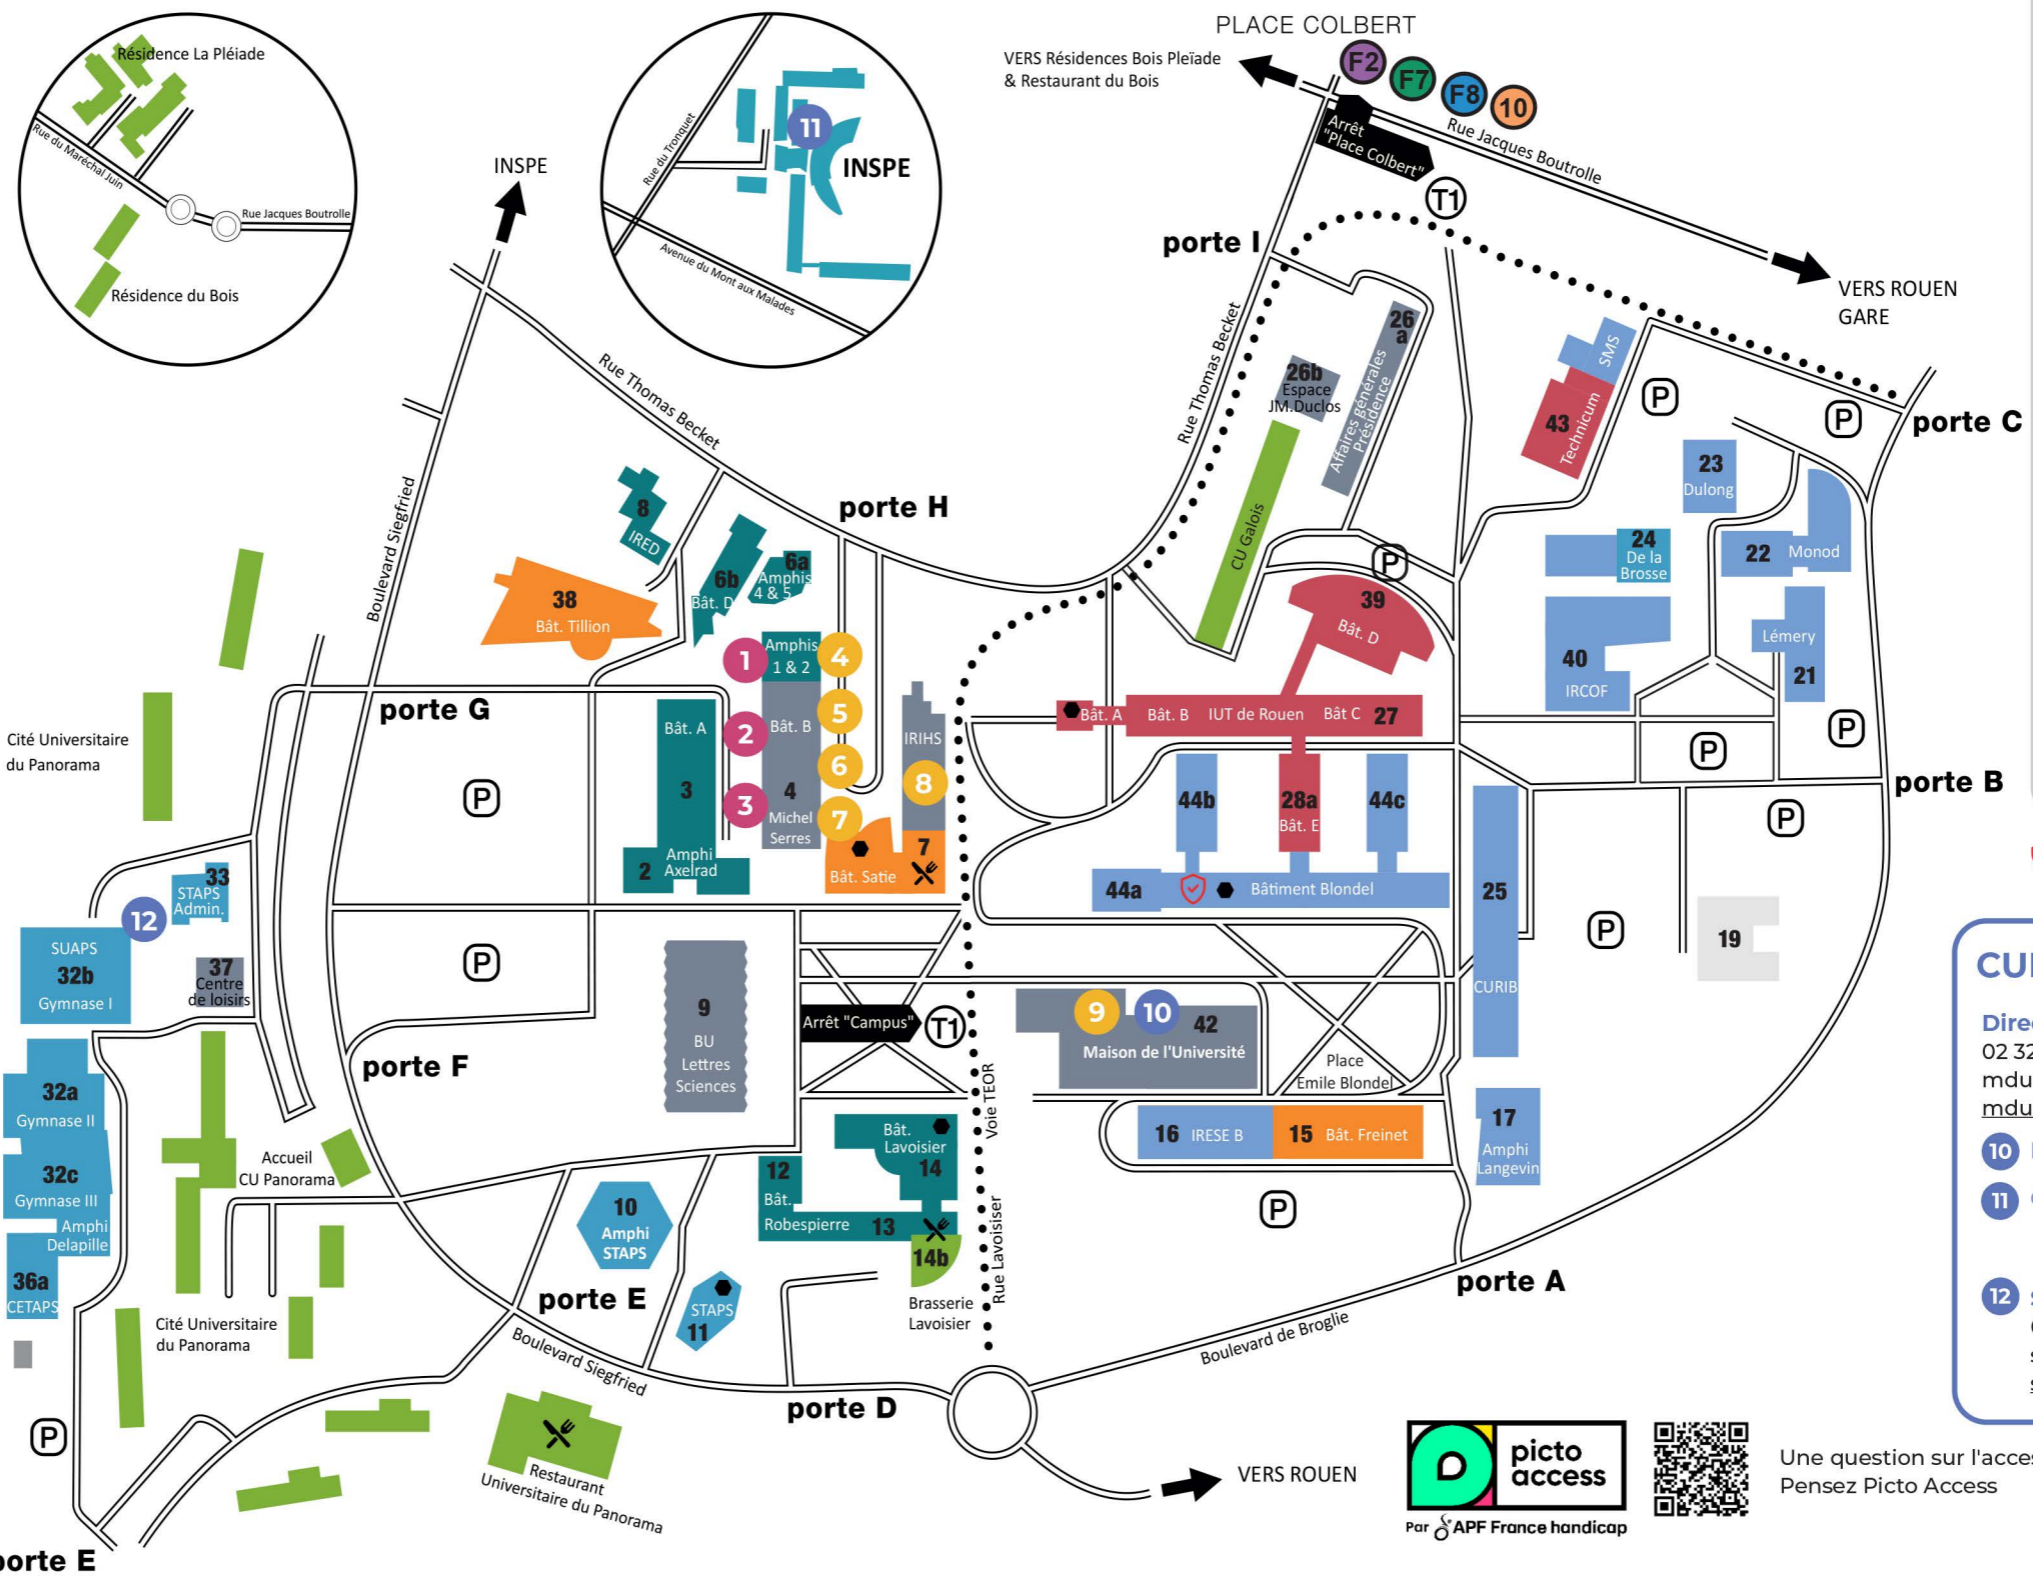 PLACE COLBERT
F2
F7
F8
10
VERS Résidences Bois Pleïade
& Restaurant du Bois
Arrêt
"Place Colbert"
Rue Jacques Boutrolle
T1
VERS ROUEN
GARE
Résidence La Pléiade
Rue du Maréchal Juin
Rue Jacques Boutrolle
Résidence du Bois
INSPE
Rue du Tronquet
11
INSPE
Avenue du Mont aux Malades
porte I
Rue Thomas Becket
Rue Thomas Becket
Boulevard Siegfried
26
a
Affaires générales
Présidence
26b
Espace
JM.Duclos
CU Galois
SMS
43
Technicum
P
P
porte C
23
Dulong
24
De la
Brosse
22
Monod
Lémery
21
40
IRCOF
porte H
8
IRED
6b
Bât. D
6a
Amphis
4 & 5
38
Bât. Tillion
1
Amphis
1 & 2
4
2
Bât. B
5
6
3
4
Michel
Serres
7
Bât. A
3
2
Amphi
Axelrad
IRIHS
8
7
Bât. Satie
porte G
P
P
Cité Universitaire
du Panorama
P
39
Bât. D
Bât. A
Bât. B
IUT de Rouen
Bât C
27
P
P
porte B
P
44b
28a
Bât. E
44c
44a
Bâtiment Blondel
25
CURIB
P
19
33
STAPS
Admin.
12
SUAPS
32b
Gymnase I
37
Centre
de loisirs
9
BU
Lettres
Sciences
Arrêt "Campus"
T1
9
10
42
Maison de l'Université
Place
Emile Blondel
porte F
32a
Gymnase II
32c
Gymnase III
Amphi
Delapille
36a
CETAPS
Accueil
CU Panorama
Voie TEOR
Bât.
Lavoisier
14
12
Bât.
Robespierre
13
14b
Brasserie
Lavoisier
Rue Lavoisiser
16
IRESE B
15
Bât. Freinet
17
Amphi
Langevin
P
10
Amphi
STAPS
porte E
STAPS
11
Cité Universitaire
du Panorama
Boulevard Siegfried
porte D
Boulevard de Broglie
porte A
P
Restaurant
Universitaire du Panorama
VERS ROUEN
porte E
picto
access
Par APF France handicap
Pensez Picto Access
Une question sur l'acces
02 32
mdu
mdu
10
11
12